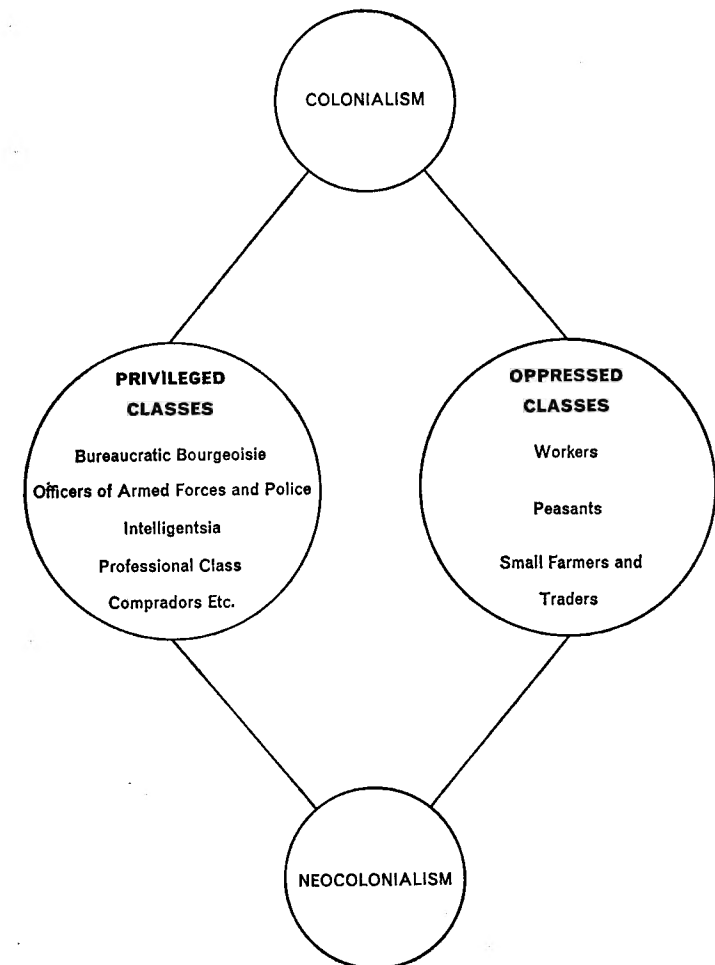 COLONIALISM
PRIVILEGED
CLASSES
Bureaucratic Bourgeoisie
Officers of Armed Forces and Police
Intelligentsia
Professional Class
Compradors Etc.
OPPRESSED
CLASSES
Workers
Peasants
Small Farmers and
Traders
NEOCOLONIALISM